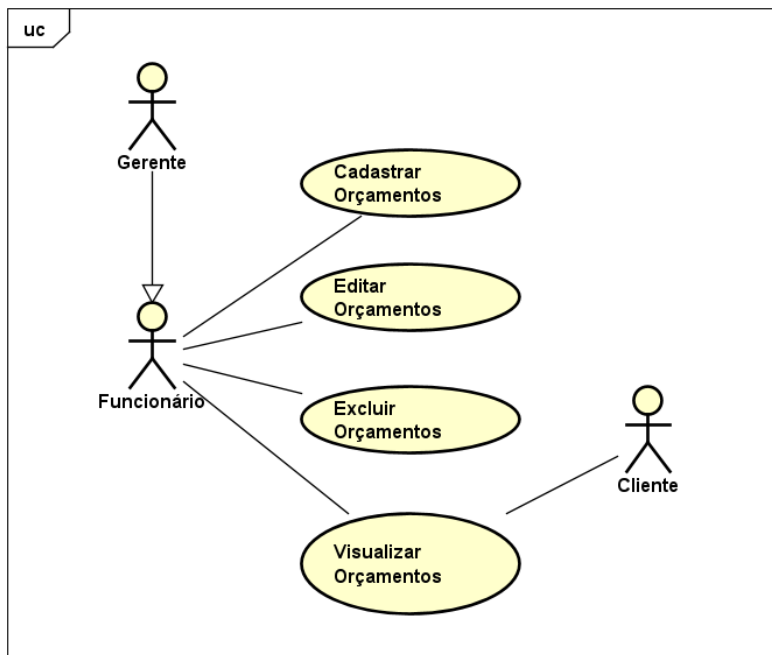 uc
Gerente
Cadastrar
Orçamentos
Editar
Orçamentos
Funcionário
Excluir
Orçamentos
Cliente
Visualizar
Orçamentos